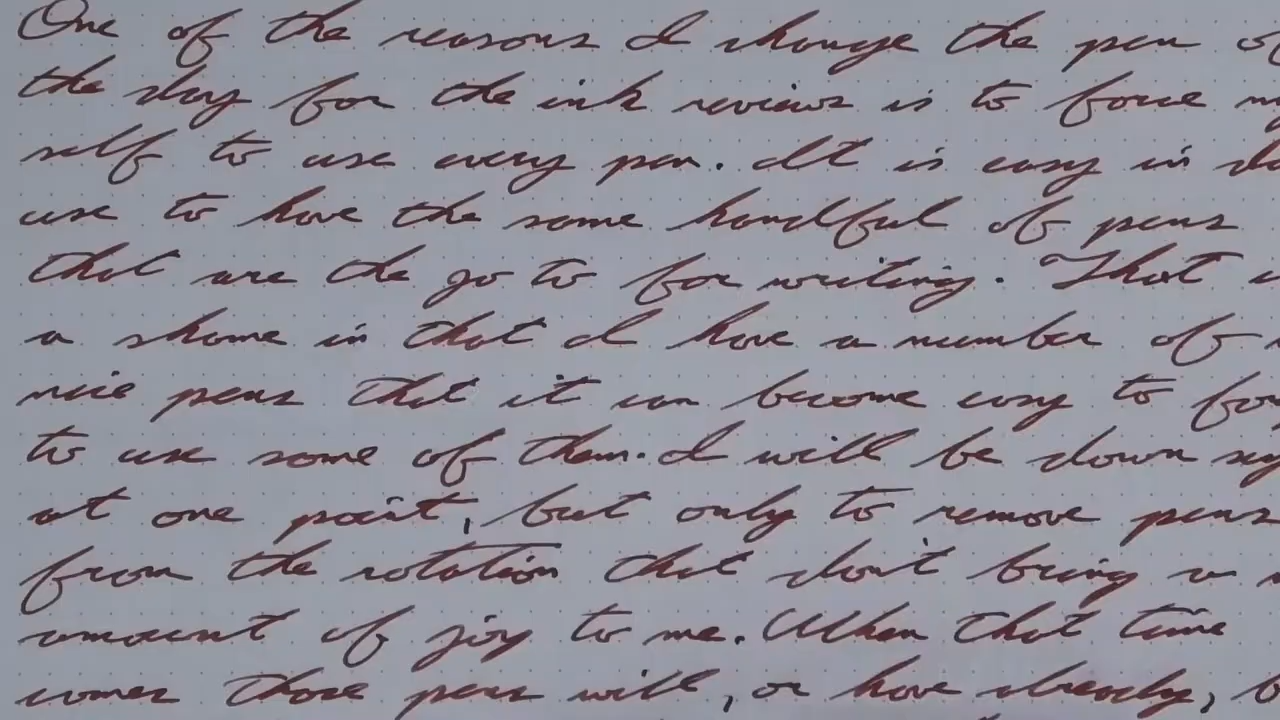 One of the reasons I change the pen of
the day for the ink reviews is to force my
self to use every pen. It is easy in
use to have the same handful of pens
that are the go to for writing. That
a shame in that I have a number of
nice pens that it can become easy to
to use some of them. I will be down
at one point, but only to remove pens
from the rotation that don't bring a
amount of joy to me. When that time
comes those pens will, or have already,